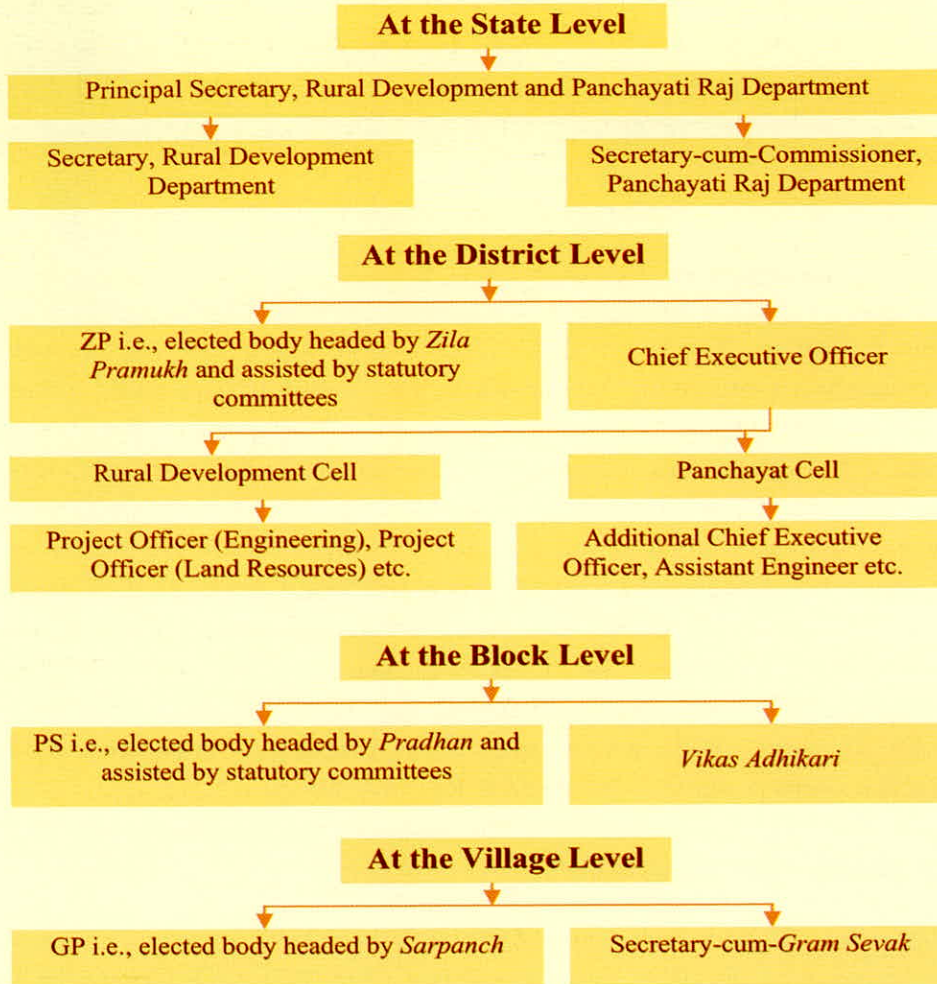 At the State Level
Principal Secretary, Rural Development and Panchayati Raj Department
Secretary, Rural Development
Department
Secretary-cum-Commissioner,
Panchayati Raj Department
At the District Level
ZP i.e., elected body headed by Zila
Pramukh and assisted by statutory
committees
Chief Executive Officer
Rural Development Cell
Panchayat Cell
Project Officer (Engineering), Project
Officer (Land Resources) etc.
Additional Chief Executive
Officer, Assistant Engineer etc.
At the Block Level
PS i.e., elected body headed by Pradhan and
assisted by statutory committees
Vikas Adhikari
At the Village Level
GP i.e., elected body headed by Sarpanch
Secretary-cum-Gram Sevak